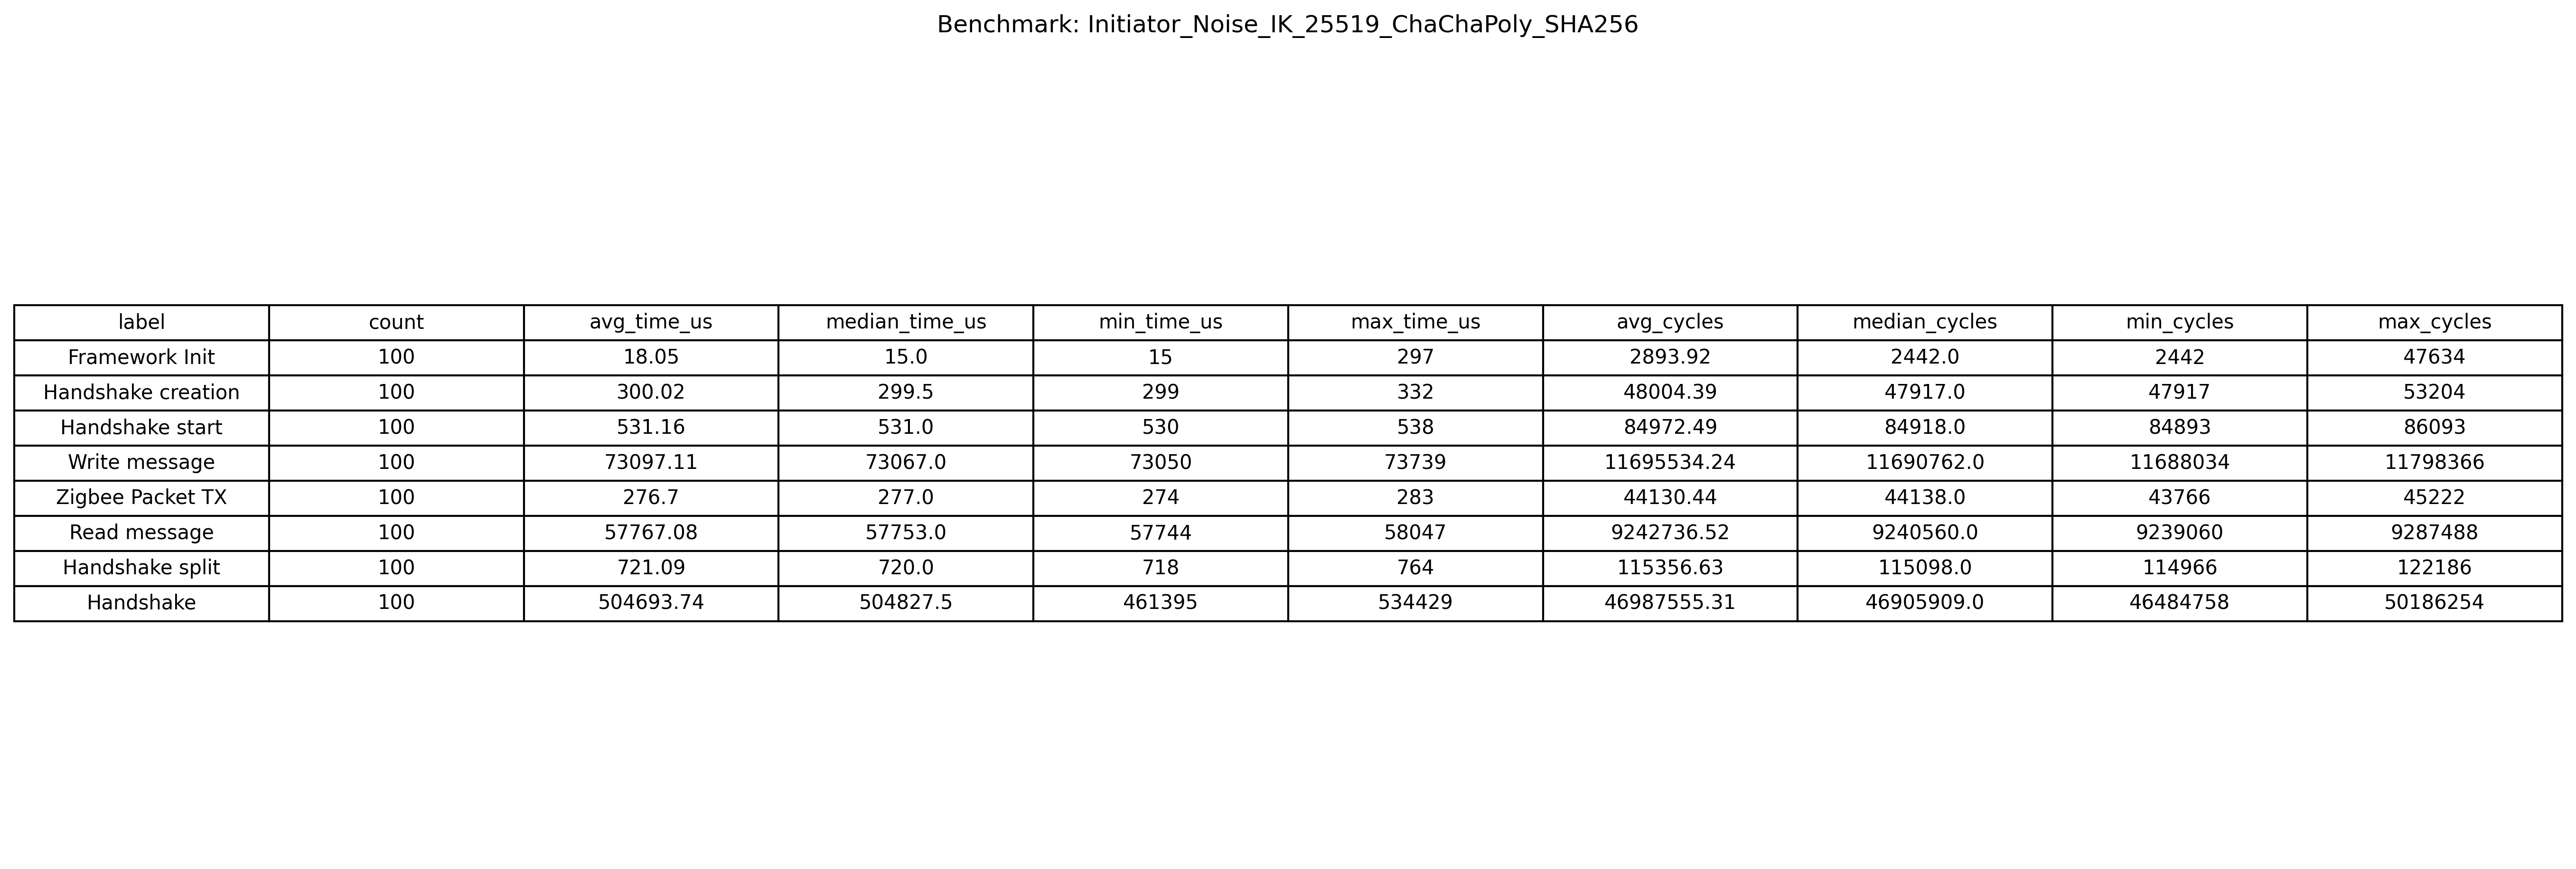 Benchmark: Initiator_Noise_IK_25519_ChaChaPoly_SHA256
label count avg_time_us median_time_us min_time_us max_time_us avg_cycles median_cycles min_cycles max_cycles
Framework Init 100 18.05 15.0 15 297 2893.92 2442.0 2442 47634
Handshake creation 100 300.02 299.5 299 332 48004.39 47917.0 47917 53204
Handshake start 100 531.16 531.0 530 538 84972.49 84918.0 84893 86093
Write message 100 73097.11 73067.0 73050 73739 11695534.24 11690762.0 11688034 11798366
Zigbee Packet TX 100 276.7 277.0 274 283 44130.44 44138.0 43766 45222
Read message 100 57767.08 57753.0 57744 58047 9242736.52 9240560.0 9239060 9287488
Handshake split 100 721.09 720.0 718 764 115356.63 115098.0 114966 122186
Handshake 100 504693.74 504827.5 461395 534429 46987555.31 46905909.0 46484758 50186254